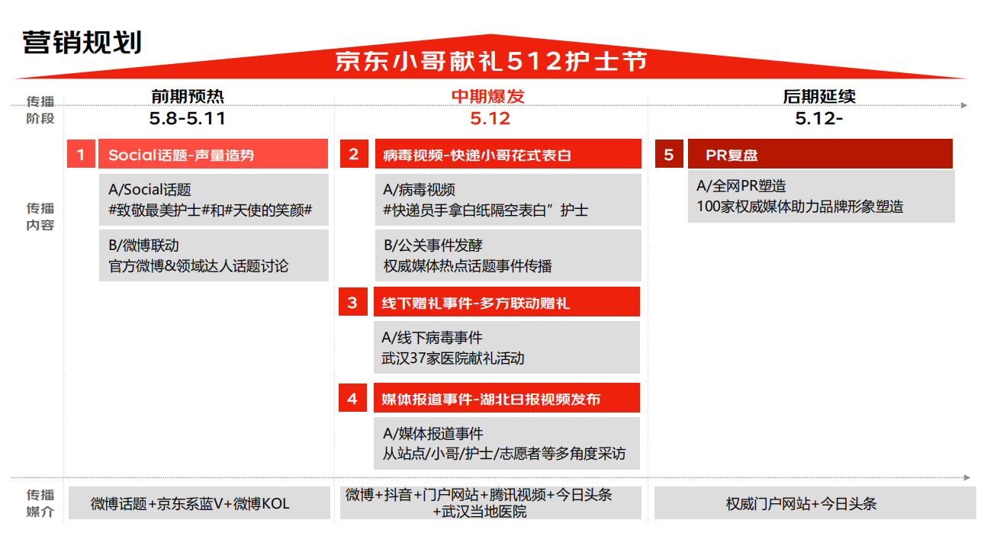 营销规划
京东小哥献礼512护士节
传播
阶段
前期预热
5.8-5.11
中期爆发
5.12
后期延续
5.12-
传播
内容
1
Social话题-声量造势
A/Social话题
#致敬最美护士#和#天使的笑颜#
B/微博联动
官方微博&领域达人话题讨论
2
病毒视频-快递小哥花式表白
A/病毒视频
#快递员手拿白纸隔空表白”护士
B/公关事件发酵
权威媒体热点话题事件传播
3
线下赠礼事件-多方联动赠礼
A/线下病毒事件
武汉37家医院献礼活动
4
媒体报道事件-湖北日报视频发布
A/媒体报道事件
从站点/小哥/护士/志愿者等多角度采访
5
PR复盘
A/全网PR塑造
100家权威媒体助力品牌形象塑造
传播
媒介
微博话题+京东系蓝V+微博KOL
微博+抖音+门户网站+腾讯视频+今日头条
+武汉当地医院
权威门户网站+今日头条